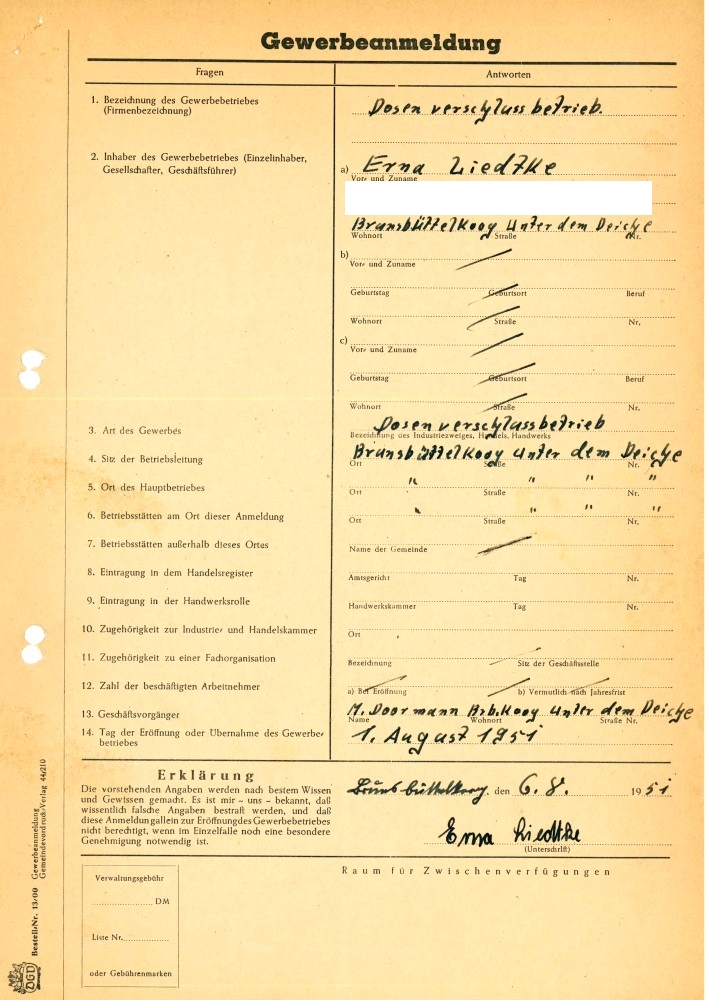 Gewerbeanmeldung
Fragen Antworten
1. Bezeichnung des Gewerbebetriebes
(Firmenbezeichnung)
Dosenverschlussbetrieb.
2. Inhaber des Gewerbebetriebes (Einzelinhaber,
Gesellschafter, Geschäftsführer)
a) Erna Liedtke
Vor- und Zuname
Brunsbüttelkoog Unter dem Deiche
Wohnort Straße Nr.
b)
Vor- und Zuname
Geburtstag Geburtsort Beruf
Wohnort Straße Nr.
c)
Vor- und Zuname
Geburtstag Geburtsort Beruf
Wohnort Straße Nr.
3. Art des Gewerbes Dosenverschlussbetrieb
Bezeichnung des Industriezweiges, Handels, Handwerks
4. Sitz der Betriebsleitung Brunsbüttelkoog Unter dem Deiche
Ort Straße Nr.
5. Ort des Hauptbetriebes " " " "
Ort Straße Nr.
6. Betriebsstätten am Ort dieser Anmeldung " " " "
Ort Straße Nr.
7. Betriebsstätten außerhalb dieses Ortes
Name der Gemeinde
8. Eintragung in dem Handelsregister
Amtsgericht Tag Nr.
9. Eintragung in der Handwerksrolle
Handwerkskammer Tag Nr.
10. Zugehörigkeit zur Industrie- und Handelskammer
Ort
11. Zugehörigkeit zu einer Fachorganisation
Bezeichnung Sitz der Geschäftsstelle
12. Zahl der beschäftigten Arbeitnehmer
a) Bei Eröffnung b) Vermutlich nach Jahresfrist
13. Geschäftsvorgänger M. Doormann Brb.Koog Unter dem Deiche
Name Wohnort Straße Nr.
14. Tag der Eröffnung oder Übernahme des Gewerbe-
betriebes
1. August 1951
Erklärung
Die vorstehenden Angaben werden nach bestem Wissen
und Gewissen gemacht. Es ist mir - uns - bekannt, daß
wissentlich falsche Angaben bestraft werden, und daß
diese Anmeldung allein zur Eröffnung des Gewerbebetriebes
nicht berechtigt, wenn im Einzelfalle noch eine besondere
Genehmigung notwendig ist.
Brunsbüttelkoog, den 6. 8. 1951
Erna Liedtke
(Unterschrift)
Verwaltungsgebühr
DM
Liste Nr.
oder Gebührenmarken
Raum für Zwischenverfügungen
Bestell-Nr. 13/00 Gewerbeanmeldung
Gemeindevordruck-Verlag 44/210
DGD